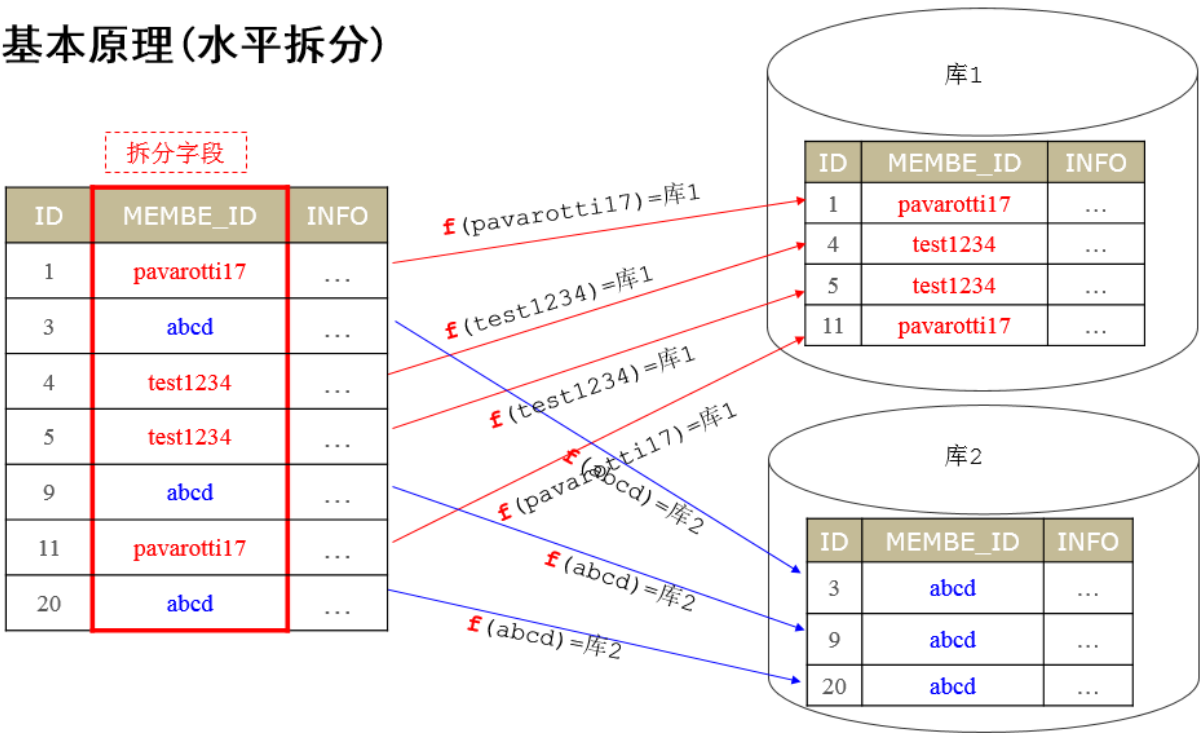 基本原理(水平拆分)
拆分字段
ID MEMBE_ID INFO
1 pavarotti17 ...
3 abcd ...
4 test1234 ...
5 test1234 ...
9 abcd ...
11 pavarotti17 ...
20 abcd ...
f(pavarotti17)=库1
f(test1234)=库1
f(test1234)=库1
f(pavarotti17)=库1
f(abcd)=库2
f(abcd)=库2
f(abcd)=库2
库1
ID MEMBE_ID INFO
1 pavarotti17 ...
4 test1234 ...
5 test1234 ...
11 pavarotti17 ...
库2
ID MEMBE_ID INFO
3 abcd ...
9 abcd ...
20 abcd ...